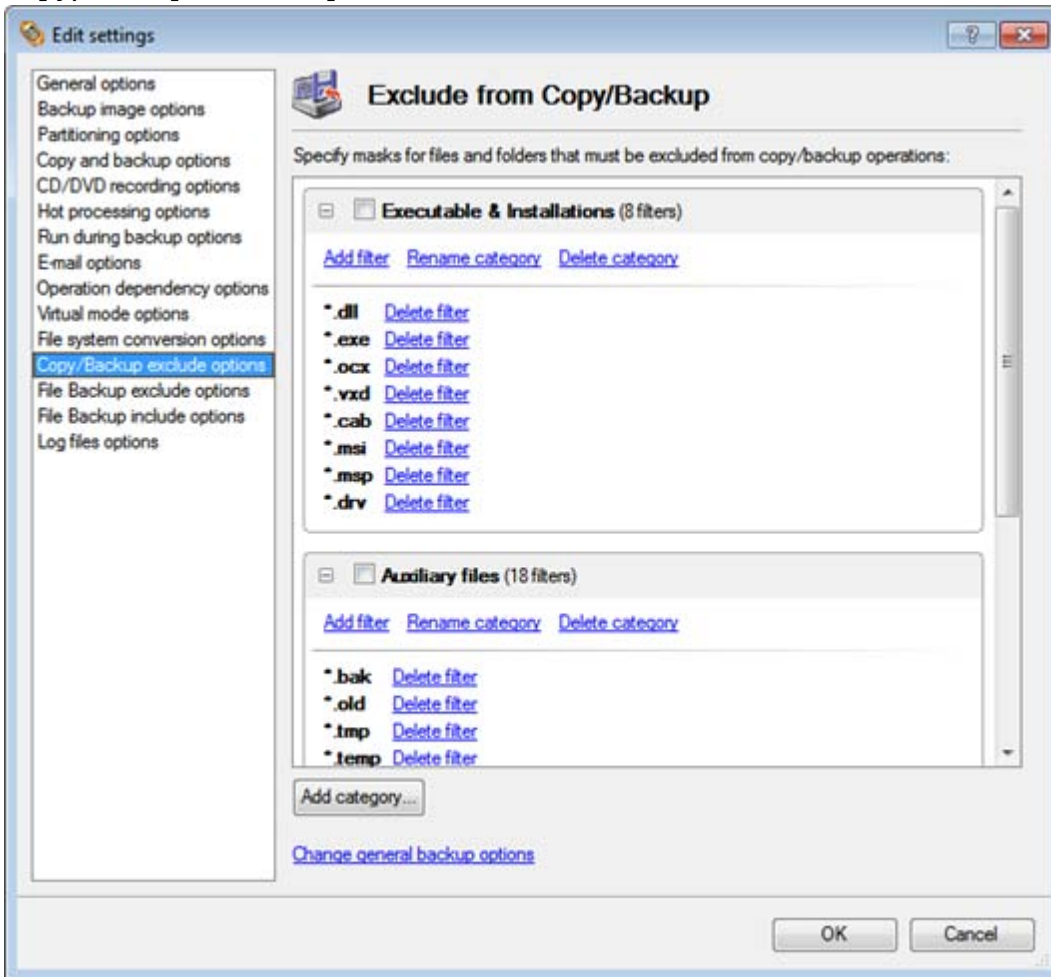 Edit settings
General options
Backup image options
Partitioning options
Copy and backup options
CD/DVD recording options
Hot processing options
Run during backup options
E-mail options
Operation dependency options
Virtual mode options
File system conversion options
Copy/Backup exclude options
File Backup exclude options
File Backup include options
Log files options
Exclude from Copy/Backup
Specify masks for files and folders that must be excluded from copy/backup operations:
Executable & Installations (8 filters)
Add filter Rename category Delete category
*.dll Delete filter
*.exe Delete filter
*.ocx Delete filter
*.vxd Delete filter
*.cab Delete filter
*.msi Delete filter
*.msp Delete filter
*.drv Delete filter
Auxiliary files (18 filters)
Add filter Rename category Delete category
*.bak Delete filter
*.old Delete filter
*.tmp Delete filter
*.temp Delete filter
Add category...
Change general backup options
OK Cancel